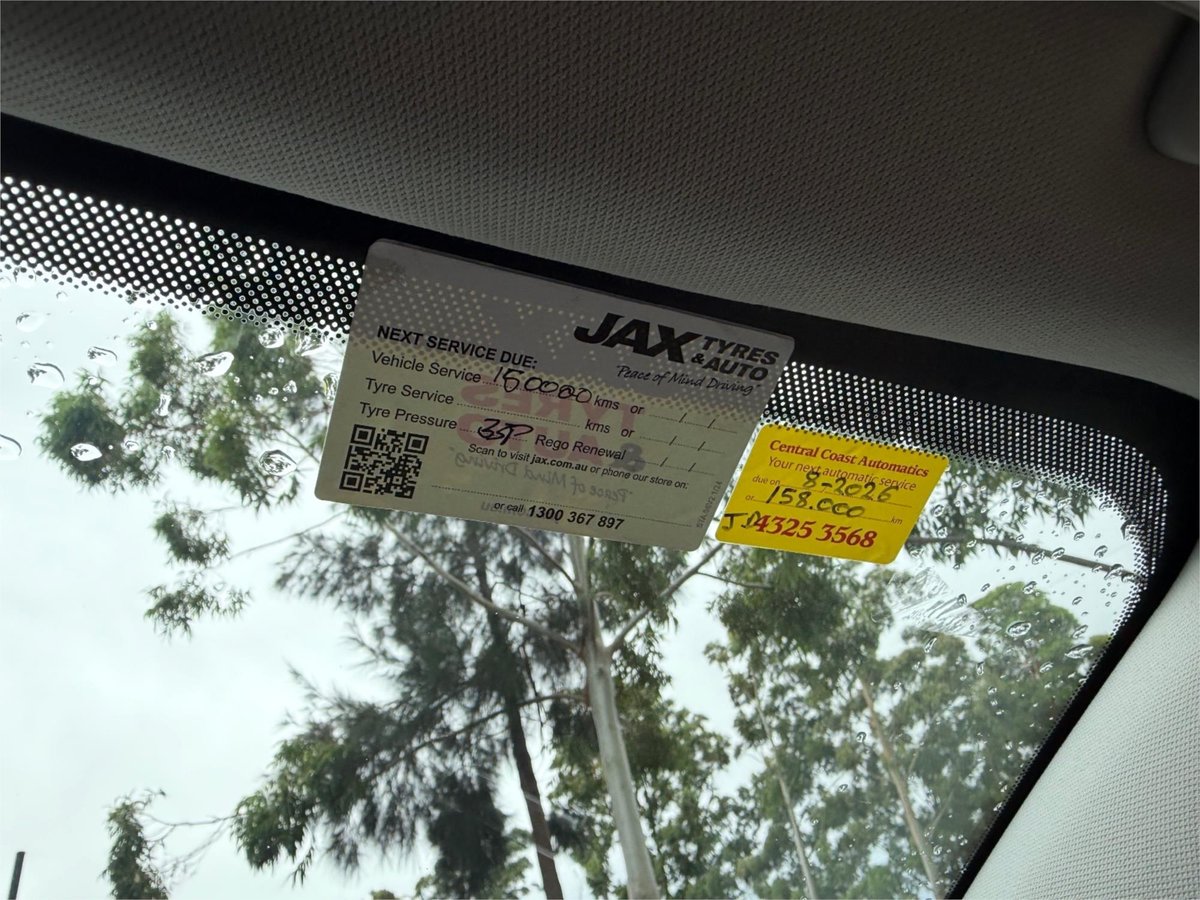 JAX TYRES
& AUTO
"Peace of Mind Driving"
NEXT SERVICE DUE:
Vehicle Service 150000 kms or / /
Tyre Service kms or / /
Tyre Pressure Rego Renewal / /
Scan to visit jax.com.au or phone our store on:
or call 1300 367 897
Central Coast Automatics
Your next automatic service
due on 8-2026
or 158.000 km
4325 3568